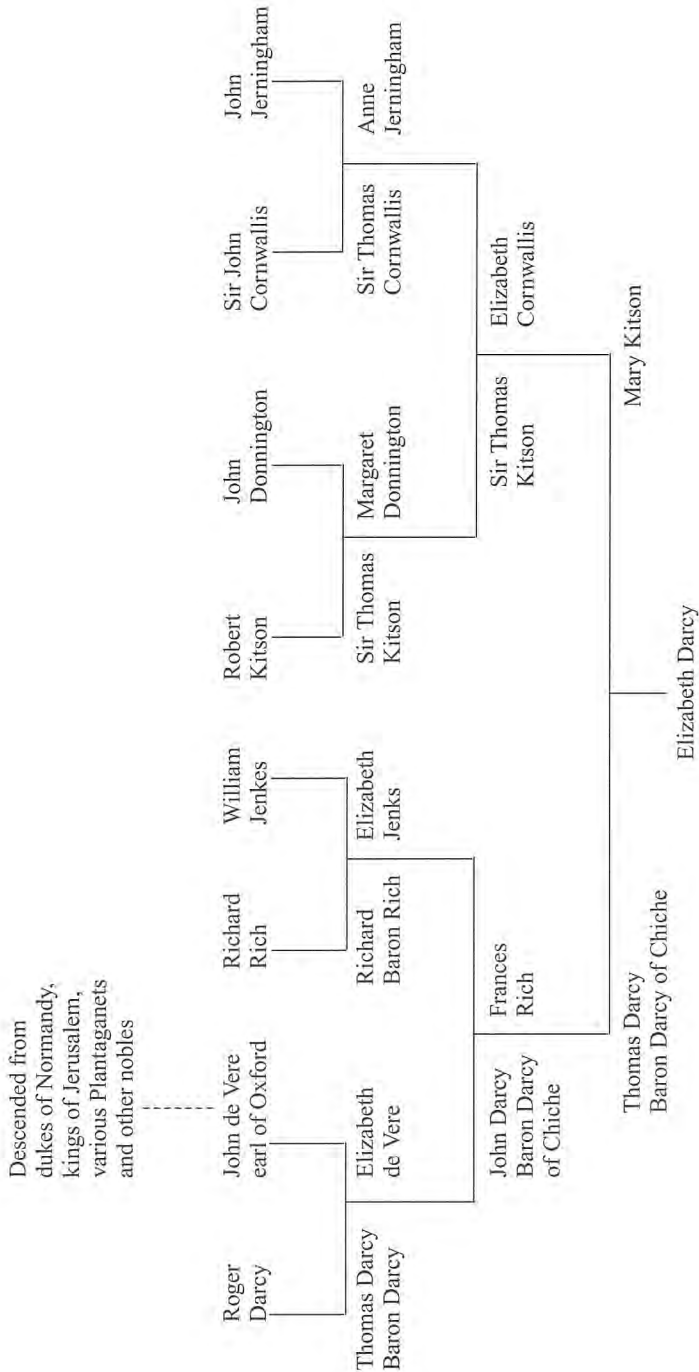 Descended from
dukes of Normandy,
kings of Jerusalem,
various Plantaganets
and other nobles
Roger
Darcy
John de Vere
earl of Oxford
Richard
Rich
William
Jenkes
Robert
Kitson
John
Donnington
Sir John
Cornwallis
John
Jerningham
Thomas Darcy
Baron Darcy
Elizabeth
de Vere
Richard
Baron Rich
Elizabeth
Jenks
Sir Thomas
Kitson
Margaret
Donnington
Sir Thomas
Cornwallis
Anne
Jerningham
John Darcy
Baron Darcy
of Chiche
Frances
Rich
Sir Thomas
Kitson
Elizabeth
Cornwallis
Thomas Darcy
Baron Darcy of Chiche
Mary Kitson
Elizabeth Darcy